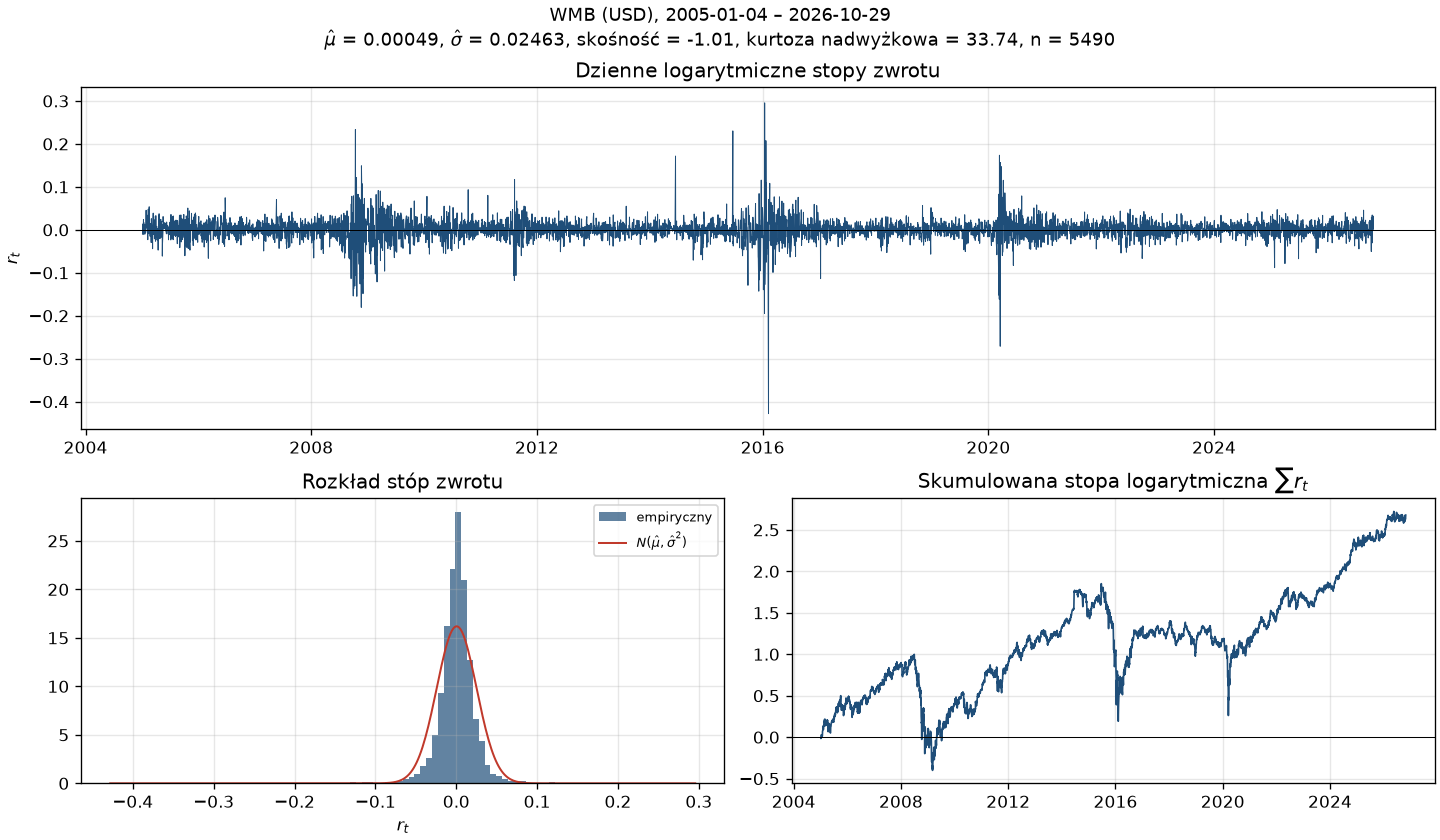 WMB (USD), 2005-01-04 – 2026-10-29
μ̂ = 0.00049, σ̂ = 0.02463, skośność = -1.01, kurtoza nadwyżkowa = 33.74, n = 5490
Dzienne logarytmiczne stopy zwrotu
0.3
0.2
0.1
0.0
−0.1
−0.2
−0.3
−0.4
r_t
2004 2008 2012 2016 2020 2024
Rozkład stóp zwrotu
empiryczny
N(μ̂, σ̂²)
25
20
15
10
5
0
−0.4 −0.3 −0.2 −0.1 0.0 0.1 0.2 0.3
r_t
Skumulowana stopa logarytmiczna ∑r_t
2.5
2.0
1.5
1.0
0.5
0.0
−0.5
2004 2008 2012 2016 2020 2024